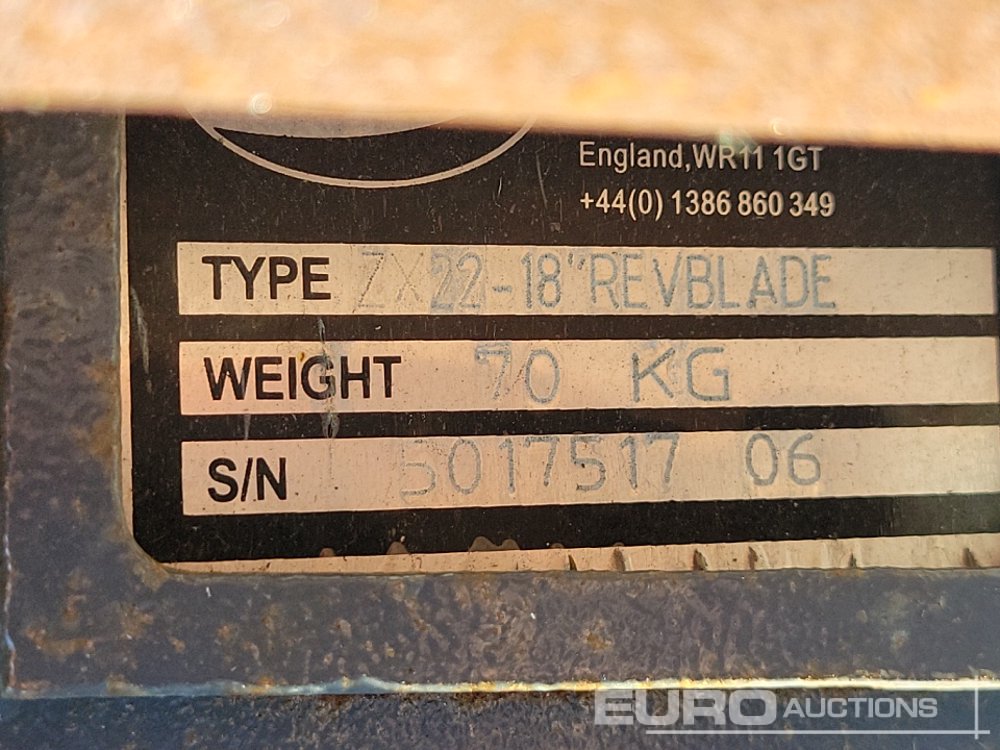 England,WR11 1GT
+44(0) 1386 860 349
TYPE ZX22-18"REVBLADE
WEIGHT 70 KG
S/N 5017517 06
EURO AUCTIONS